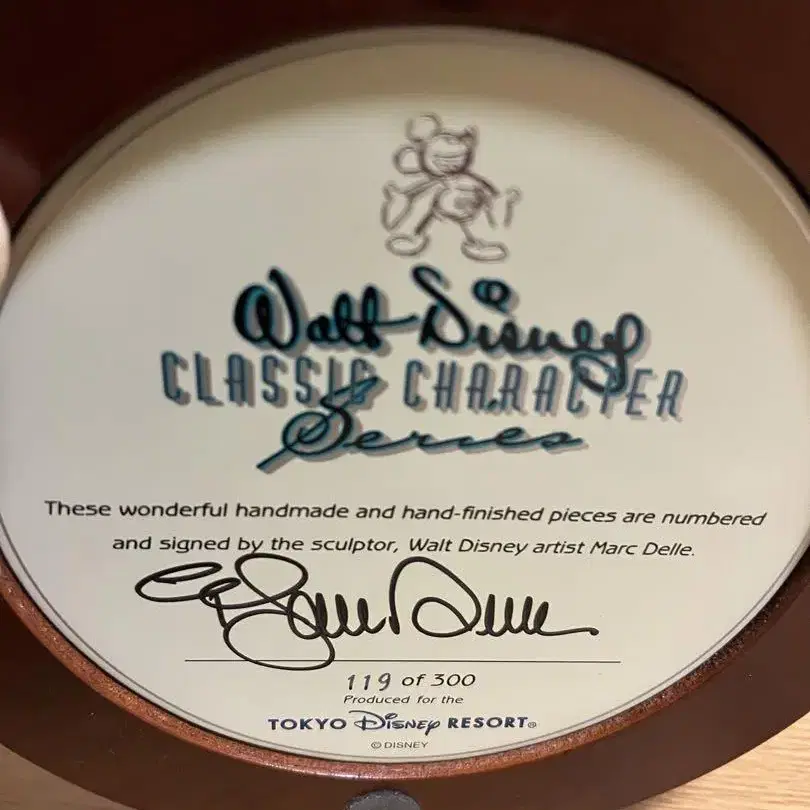 Walt Disney
CLASSIC CHARACTER
Series
These wonderful handmade and hand-finished pieces are numbered
and signed by the sculptor, Walt Disney artist Marc Delle.
119 of 300
Produced for the
TOKYO Disney RESORT®
© DISNEY